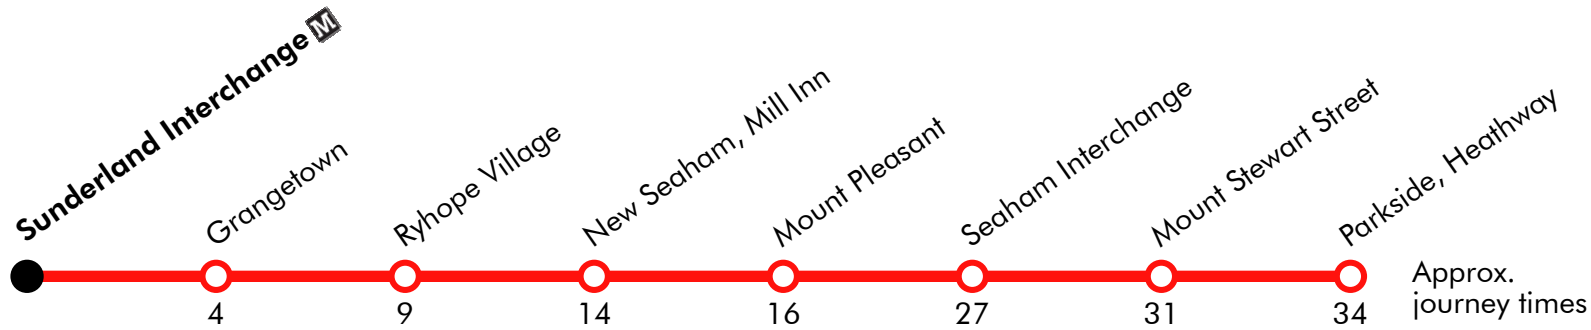 Sunderland Interchange M
Grangetown
Ryhope Village
New Seaham, Mill Inn
Mount Pleasant
Seaham Interchange
Mount Stewart Street
Parkside, Heathway
4
9
14
16
27
31
34
Approx.
journey times